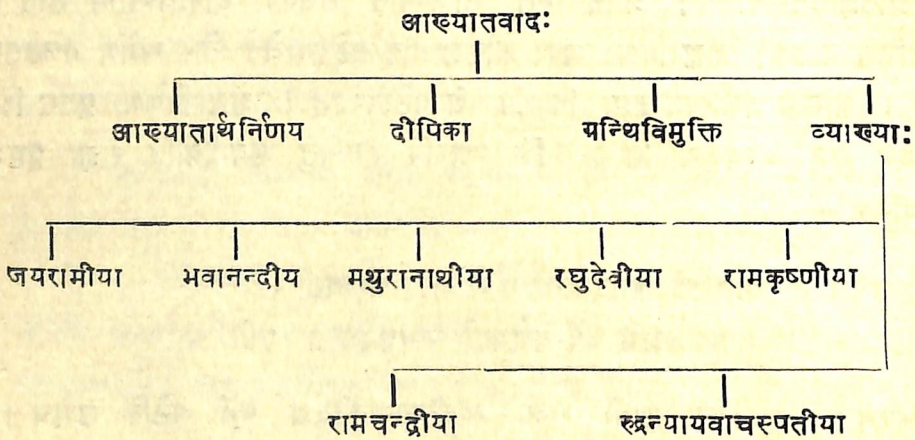 आख्यातवादः
आख्यातार्थनिर्णय दीपिका ग्रन्थिविमुक्ति व्याख्याः
जयरामीया भवानन्दीय मथुरानाथीया रघुदेवीया रामकृष्णीया
रामचन्द्रीया रुद्रन्यायवाचस्पतीया